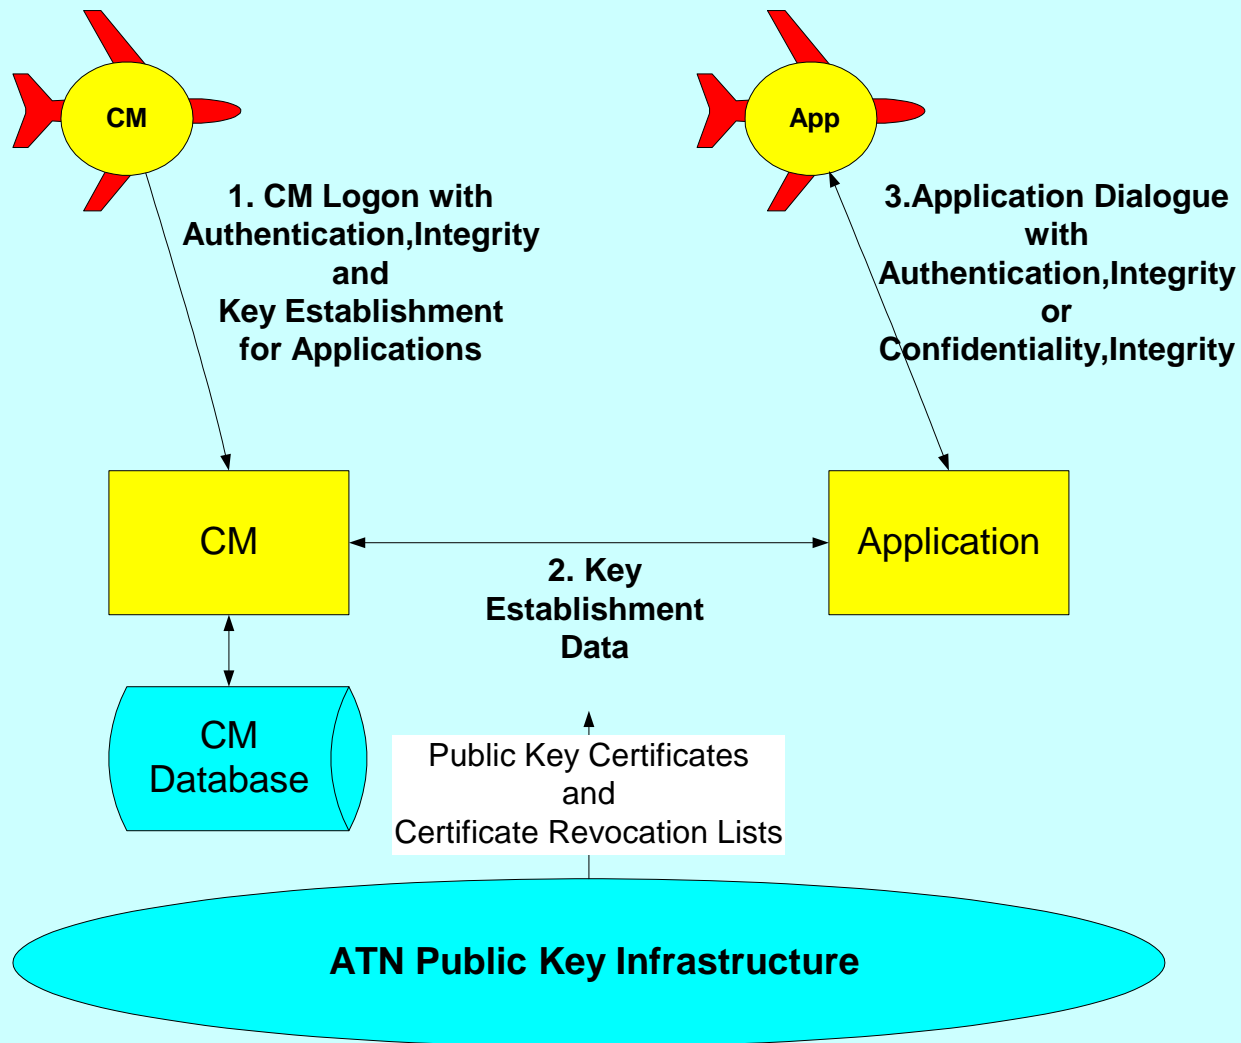 CM
App
1. CM Logon with
Authentication,Integrity
and
Key Establishment
for Applications
3.Application Dialogue
with
Authentication,Integrity
or
Confidentiality,Integrity
CM
Application
2. Key
Establishment
Data
CM
Database
Public Key Certificates
and
Certificate Revocation Lists
ATN Public Key Infrastructure